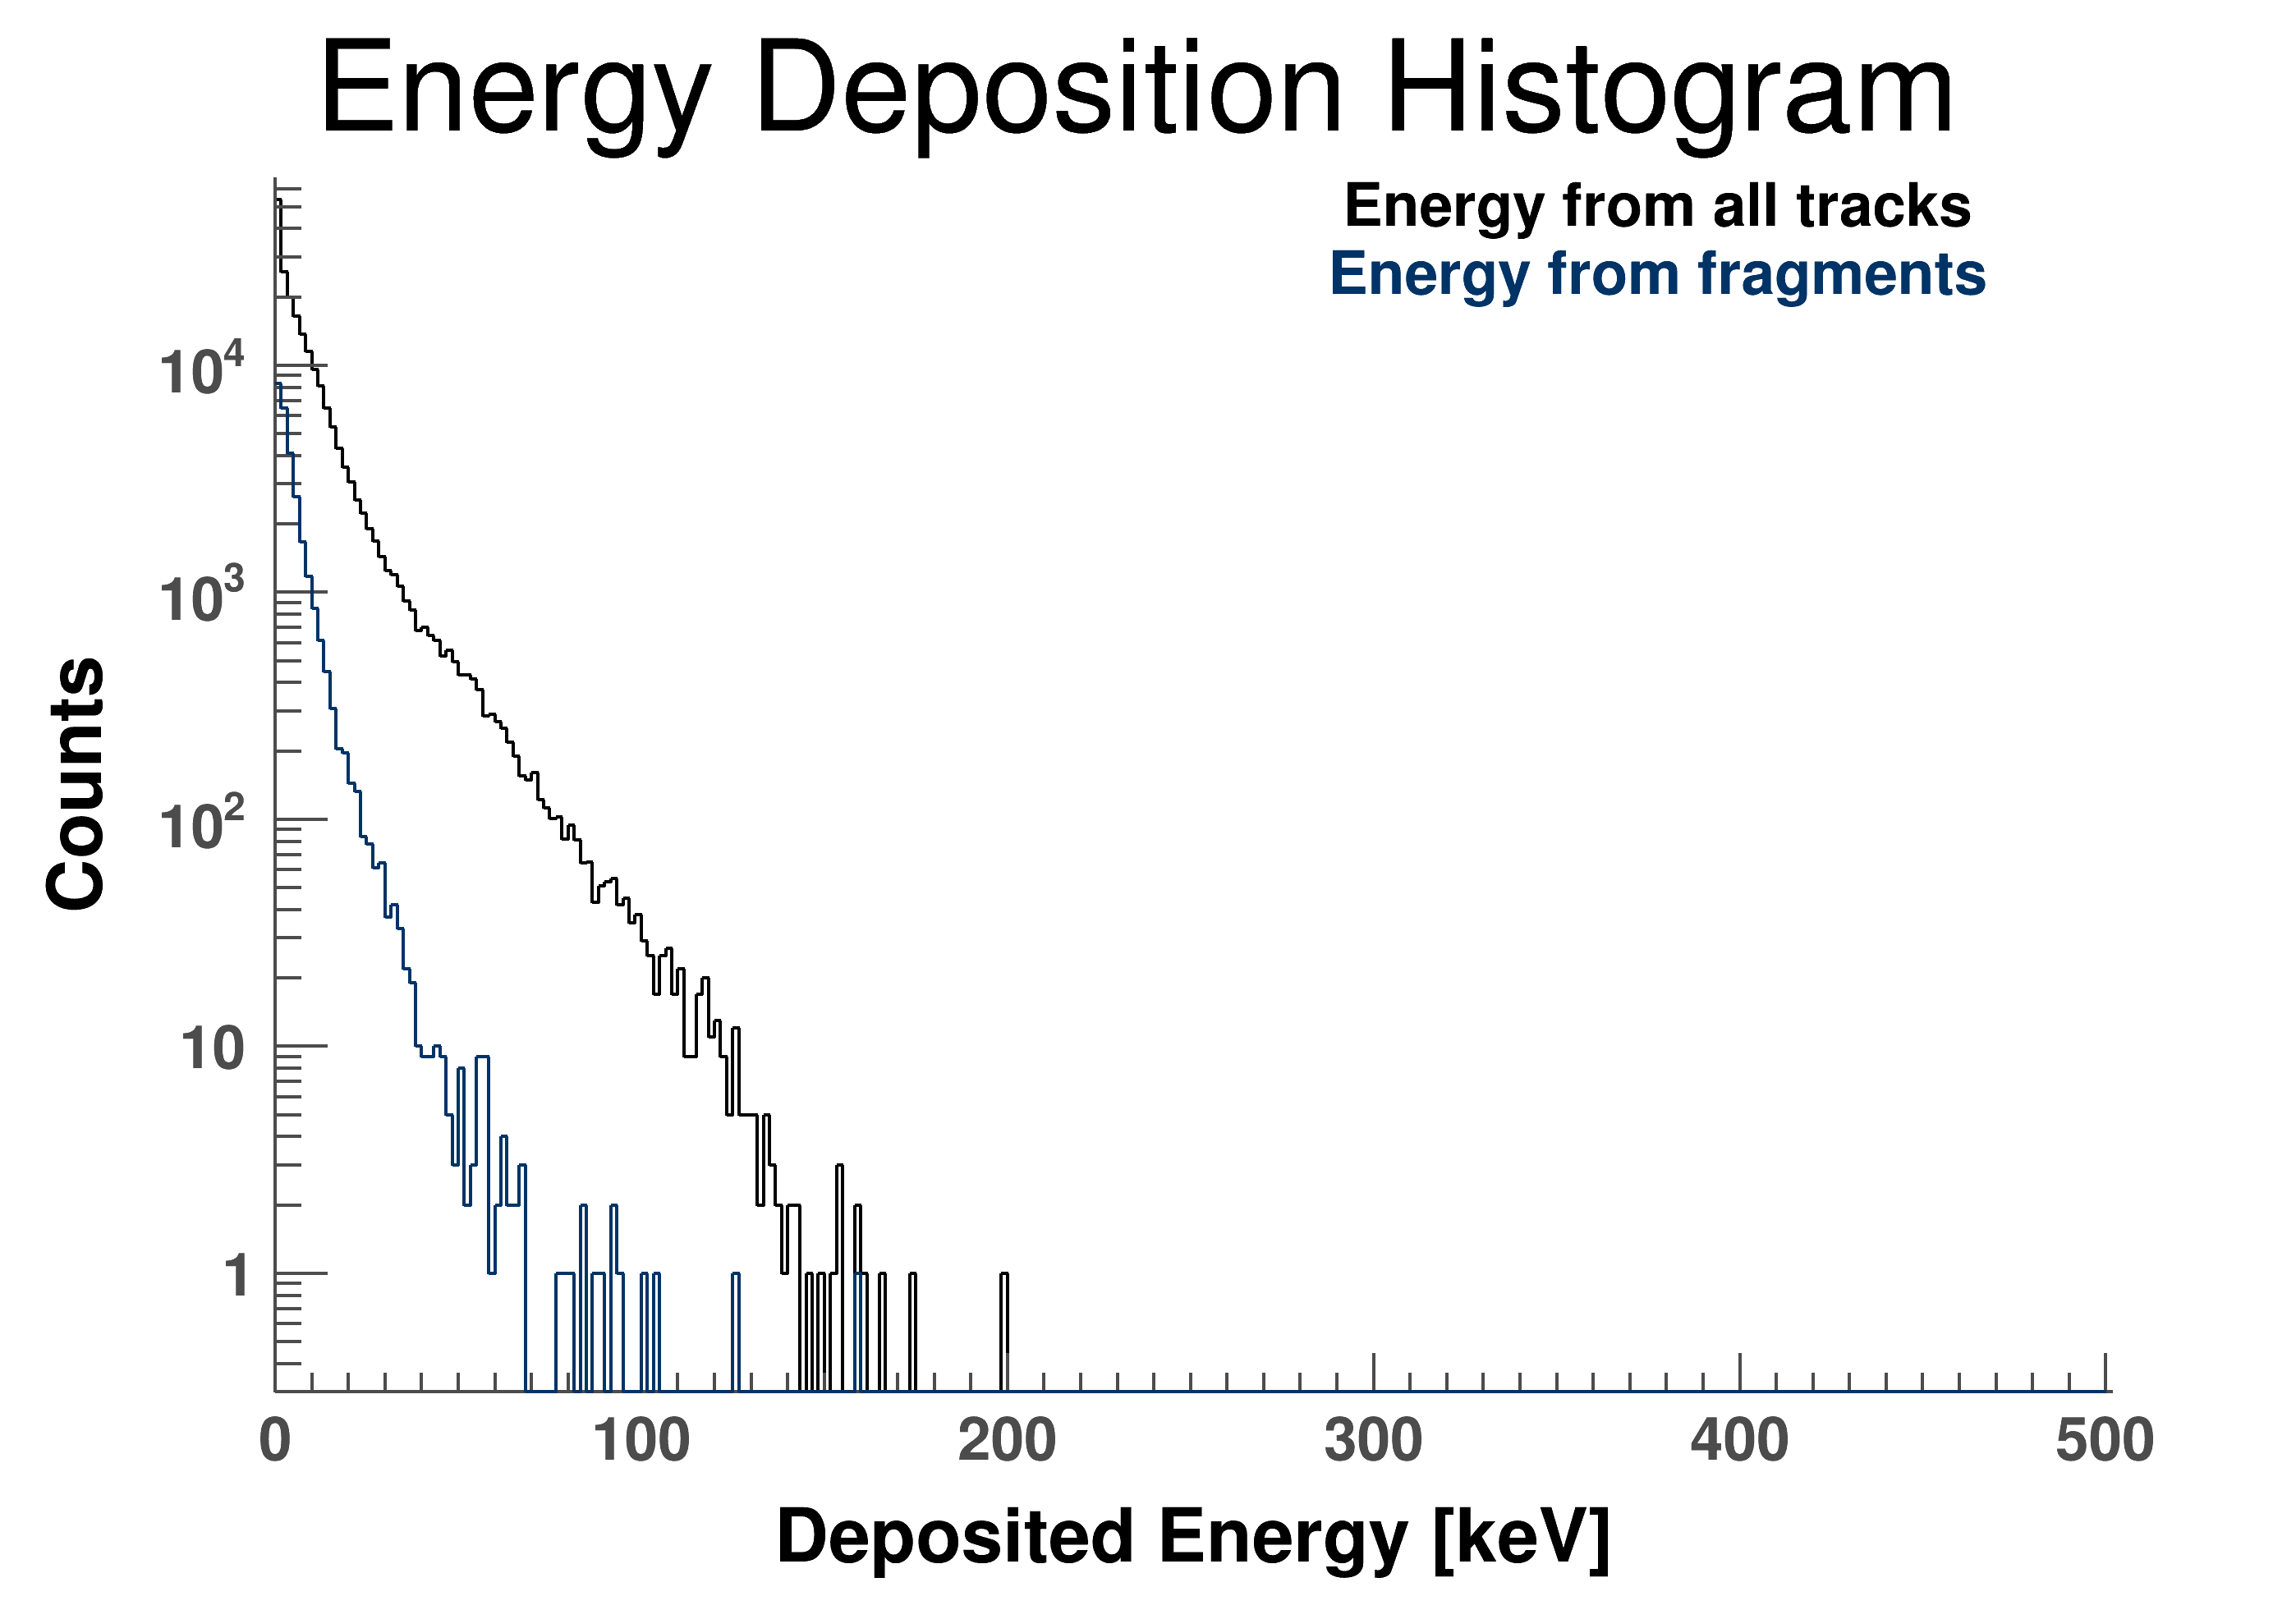 Energy Deposition Histogram
Energy from all tracks
Energy from fragments
10⁴
10³
10²
10
1
Counts
0 100 200 300 400 500
Deposited Energy [keV]